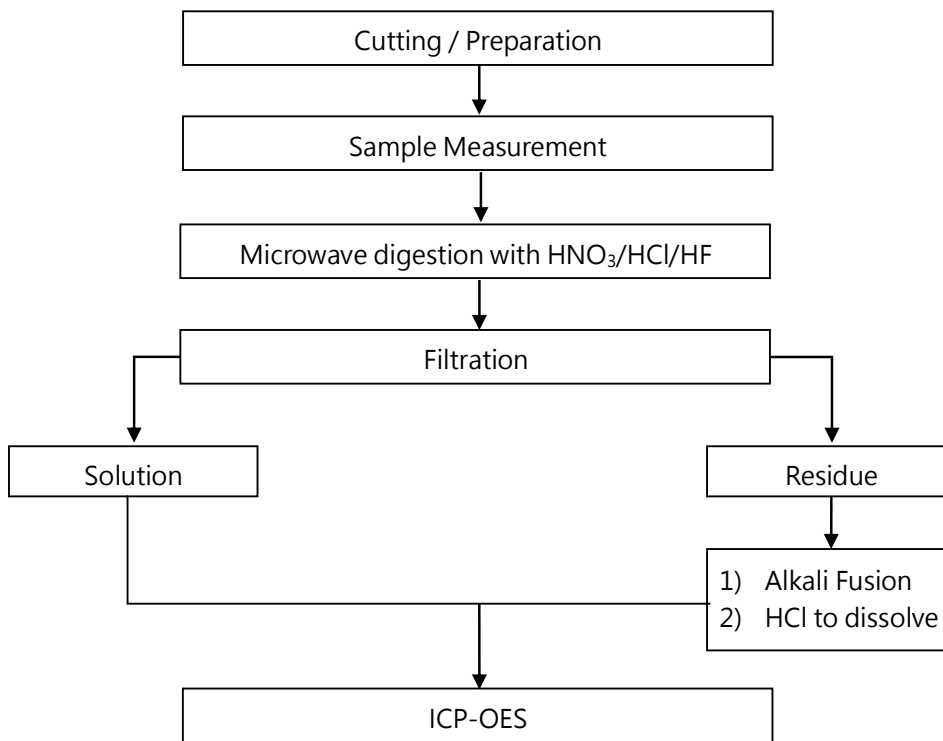 Cutting / Preparation
Sample Measurement
Microwave digestion with HNO₃/HCl/HF
Filtration
Solution
Residue
1) Alkali Fusion
2) HCl to dissolve
ICP-OES